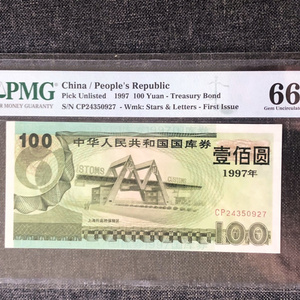 PMG
China / People's Republic
Pick Unlisted 1997 100 Yuan - Treasury Bond
S/N CP24350927 - Wmk: Stars & Letters - First Issue
66
Gem Uncircula
100
中华人民共和国国库券
壹佰圆
1997年
CP24350927
100